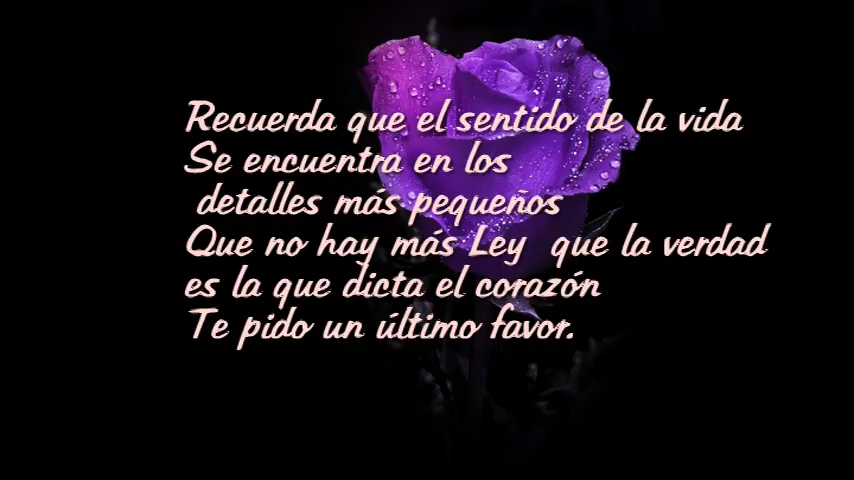 Recuerda que el sentido de la vida
Se encuentra en los
detalles más pequeños
Que no hay más Ley que la verdad
es la que dicta el corazón
Te pido un último favor.